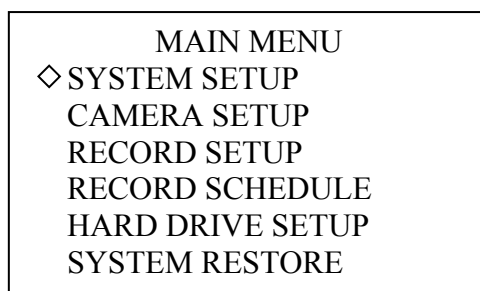 MAIN MENU
◇ SYSTEM SETUP
CAMERA SETUP
RECORD SETUP
RECORD SCHEDULE
HARD DRIVE SETUP
SYSTEM RESTORE